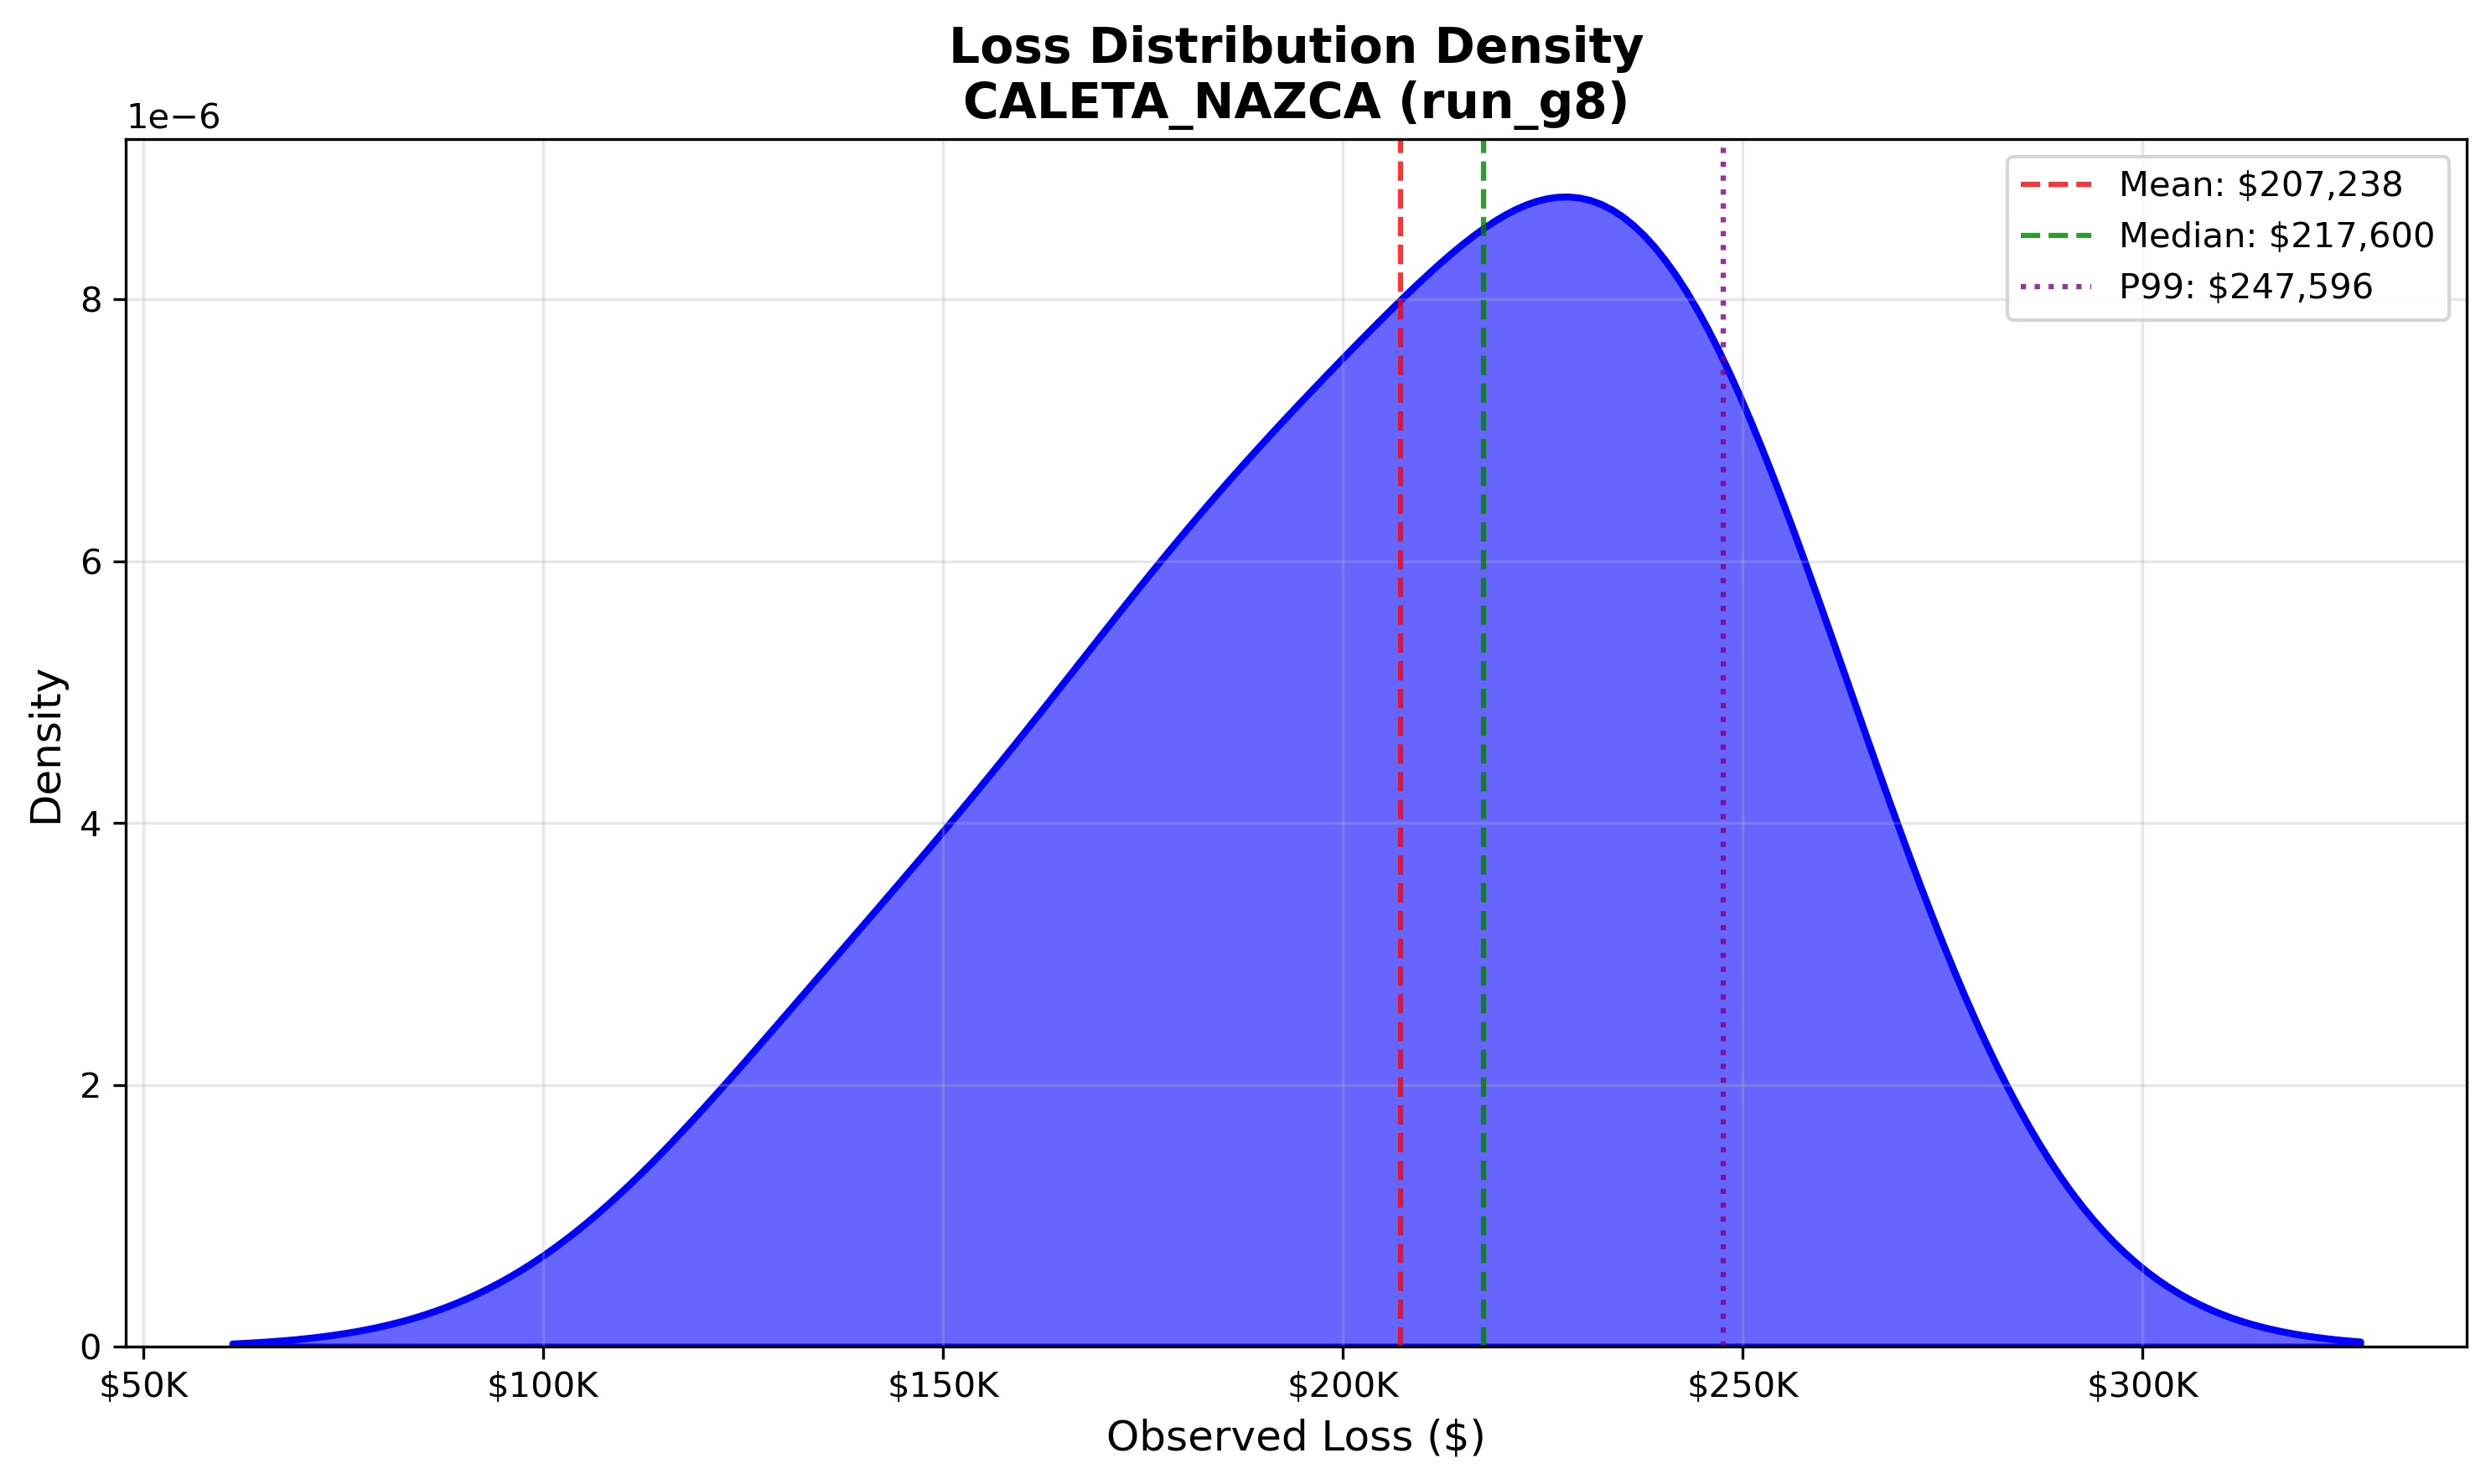 Loss Distribution Density
CALETA_NAZCA (run_g8)
1e−6
Mean: $207,238
Median: $217,600
P99: $247,596
8
6
4
2
0
Density
$50K $100K $150K $200K $250K $300K
Observed Loss ($)